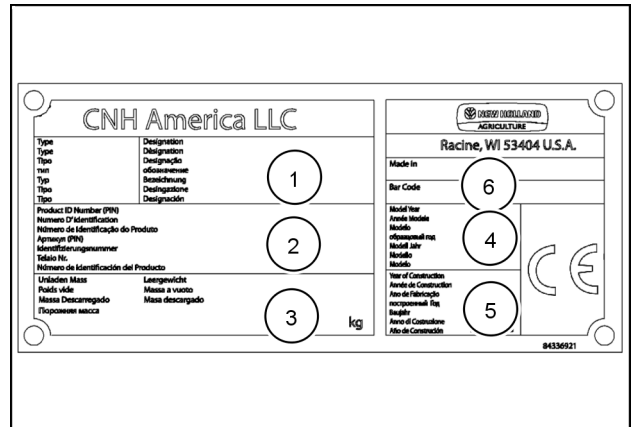 CNH America LLC
Type Designation
Type Dèsignation
Tipo Designação
тип обозначение
Typ Bezeichnung
Tipo Desingazione
Tipo Designación
1
Product ID Number (PIN)
Numero D'identification
Número de identificação do Produto
Артикул (PIN)
Identifizierungsnummer
Telaio Nr.
Número de Identificación del Producto
2
Unladen Mass Leergewicht
Poids vide Massa a vuoto
Massa Descarregado Masa descargado
Порожняя масса
3
kg
NEW HOLLAND
AGRICULTURE
Racine, WI 53404 U.S.A.
Made in
Bar Code
6
Model Year
Année Modele
Modelo
образцовый год
Modell Jahr
Modello
Modelo
4
Year of Construction
Année de Construction
Ano de Fabricação
построенный Год
Baujahr
Anno di Costruzione
Año de Construción
5
CE
84336921